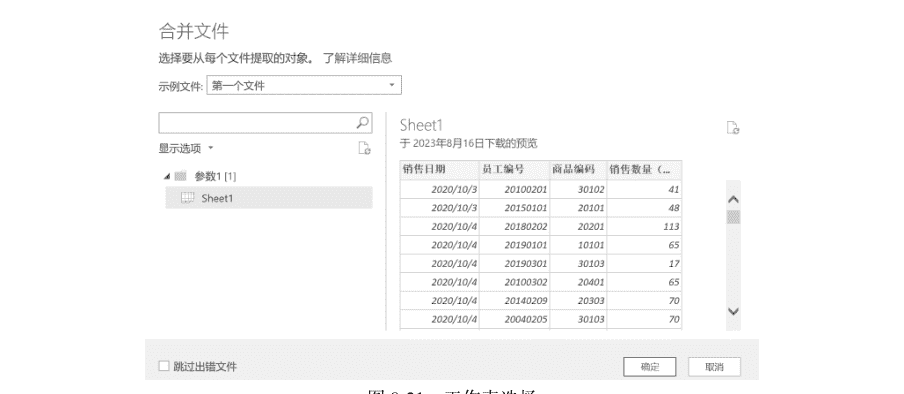 合并文件
选择要从每个文件提取的对象。 了解详细信息
示例文件: 第一个文件
显示选项
参数1 [1]
Sheet1
Sheet1
于 2023年8月16日下载的预览
销售日期 员工编号 商品编码 销售数量（...
2020/10/3 20100201 30102 41
2020/10/3 20150101 20101 48
2020/10/4 20180202 20201 113
2020/10/4 20190101 10101 65
2020/10/4 20190301 30103 17
2020/10/4 20100302 20401 65
2020/10/4 20140209 20303 70
2020/10/4 20040205 30103 70
跳过出错文件
确定 取消